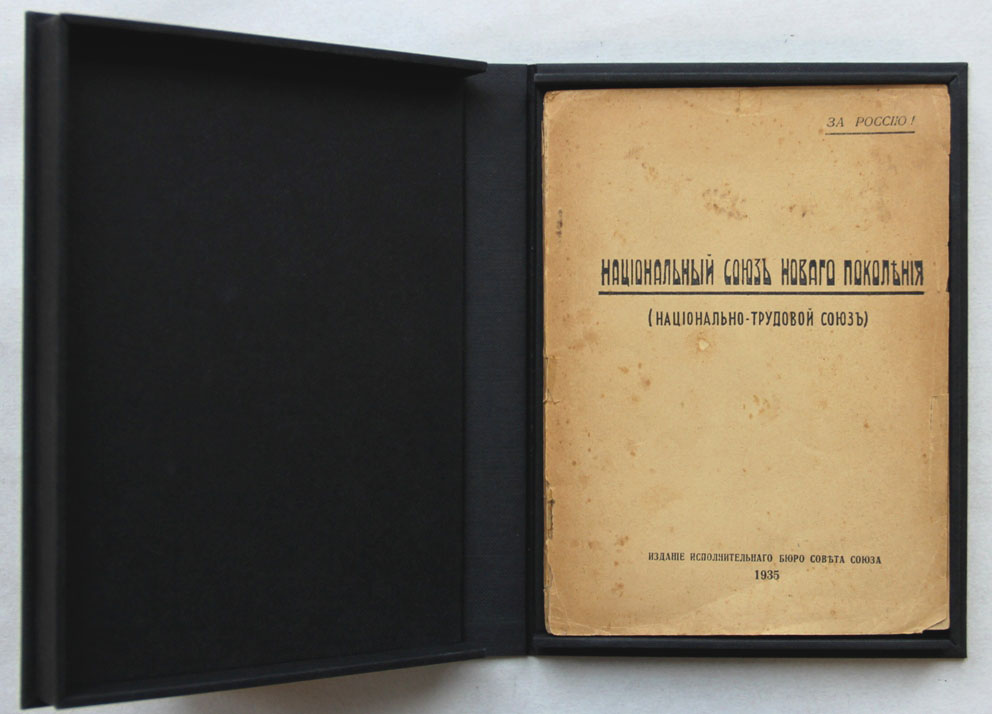 ЗА РОССІЮ!
НАЦІОНАЛЬНЫЙ СОЮЗЪ НОВАГО ПОКОЛѢНІЯ
(НАЦІОНАЛЬНО-ТРУДОВОЙ СОЮЗЪ)
ИЗДАНІЕ ИСПОЛНИТЕЛЬНАГО БЮРО СОВѢТА СОЮЗА
1935